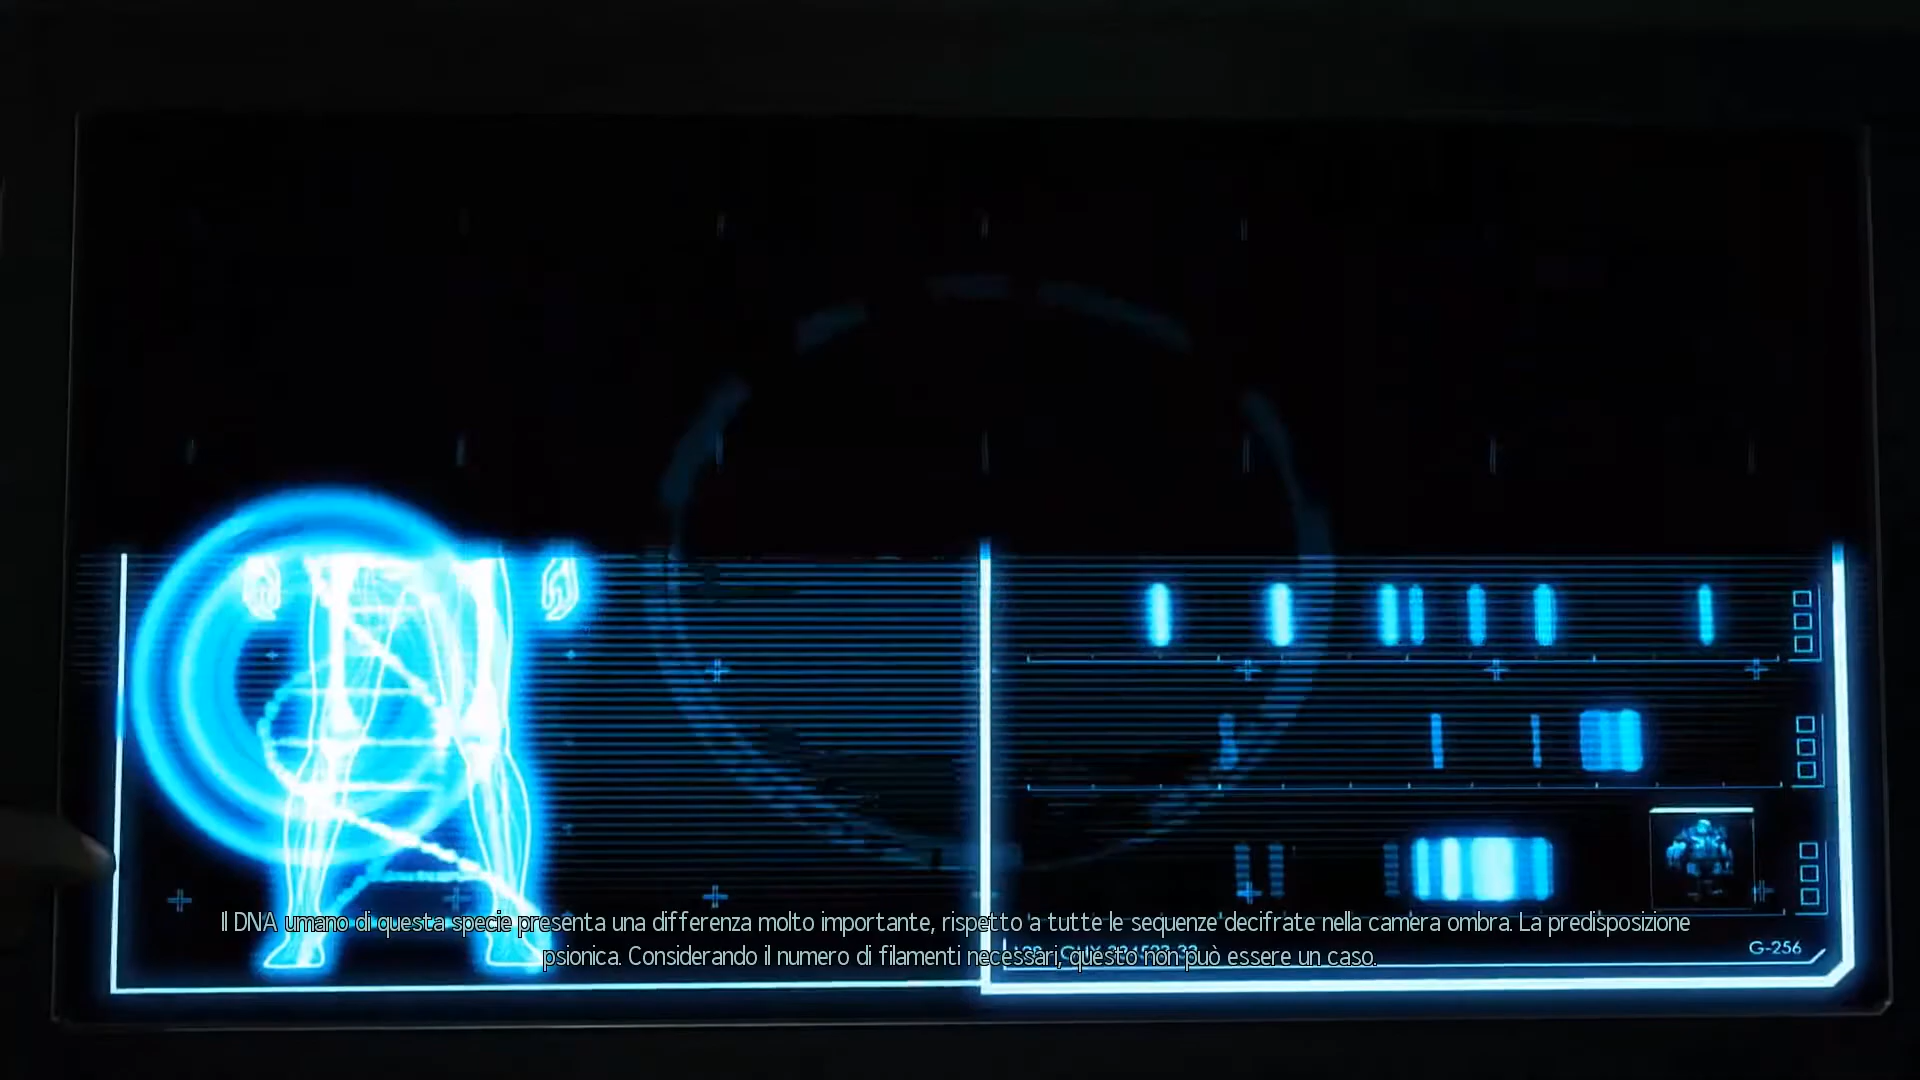 Il DNA umano di questa specie presenta una differenza molto importante, rispetto a tutte le sequenze decifrate nella camera ombra. La predisposizione
psionica. Considerando il numero di filamenti necessari, questo non può essere un caso.
G-256